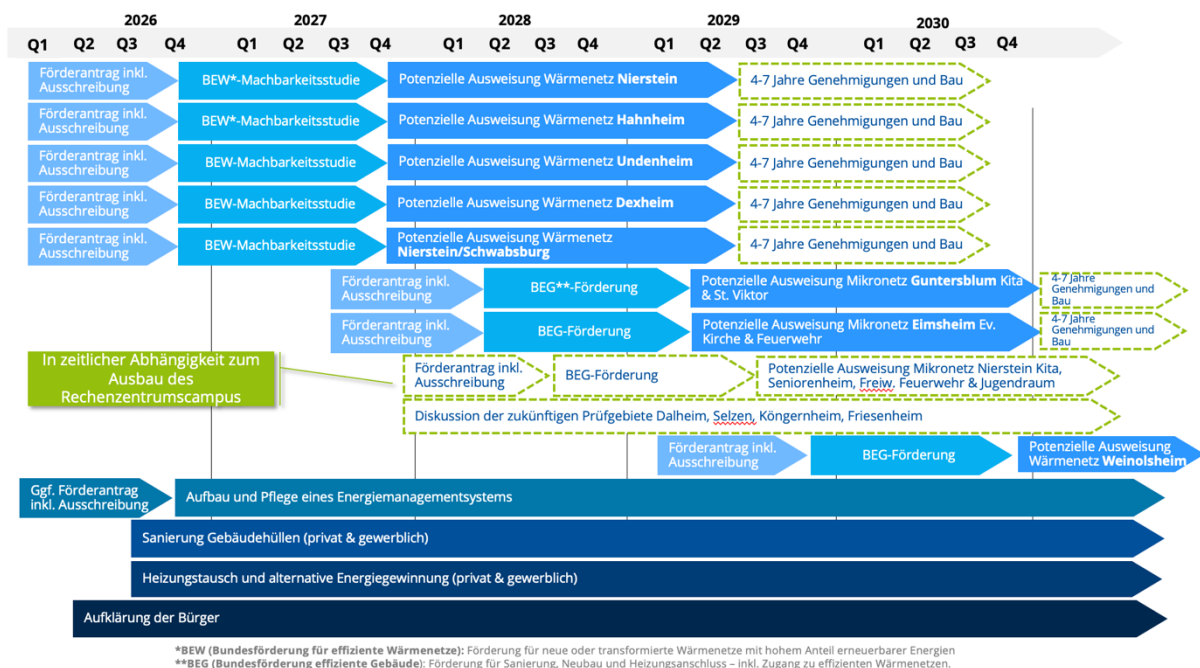 2026 2027 2028 2029 2030
Q1 Q2 Q3 Q4 Q1 Q2 Q3 Q4 Q1 Q2 Q3 Q4 Q1 Q2 Q3 Q4 Q1 Q2 Q3 Q4
Förderantrag inkl.
Ausschreibung
BEW*-Machbarkeitsstudie
Potenzielle Ausweisung Wärmenetz Nierstein
4-7 Jahre Genehmigungen und Bau
Förderantrag inkl.
Ausschreibung
BEW*-Machbarkeitsstudie
Potenzielle Ausweisung Wärmenetz Hahnheim
4-7 Jahre Genehmigungen und Bau
Förderantrag inkl.
Ausschreibung
BEW-Machbarkeitsstudie
Potenzielle Ausweisung Wärmenetz Undenheim
4-7 Jahre Genehmigungen und Bau
Förderantrag inkl.
Ausschreibung
BEW-Machbarkeitsstudie
Potenzielle Ausweisung Wärmenetz Dexheim
4-7 Jahre Genehmigungen und Bau
Förderantrag inkl.
Ausschreibung
BEW-Machbarkeitsstudie
Potenzielle Ausweisung Wärmenetz
Nierstein/Schwabsburg
4-7 Jahre Genehmigungen und Bau
Förderantrag inkl.
Ausschreibung
BEG**-Förderung
Potenzielle Ausweisung Mikronetz Guntersblum Kita
& St. Viktor
4-7 Jahre
Genehmigungen und
Bau
Förderantrag inkl.
Ausschreibung
BEG-Förderung
Potenzielle Ausweisung Mikronetz Eimsheim Ev.
Kirche & Feuerwehr
4-7 Jahre
Genehmigungen und
Bau
In zeitlicher Abhängigkeit zum
Ausbau des
Rechenzentrumscampus
Förderantrag inkl.
Ausschreibung
BEG-Förderung
Potenzielle Ausweisung Mikronetz Nierstein Kita,
Seniorenheim, Freiw. Feuerwehr & Jugendraum
Diskussion der zukünftigen Prüfgebiete Dalheim, Selzen, Köngernheim, Friesenheim
Förderantrag inkl.
Ausschreibung
BEG-Förderung
Potenzielle Ausweisung
Wärmenetz Weinolsheim
Ggf. Förderantrag
inkl. Ausschreibung
Aufbau und Pflege eines Energiemanagementsystems
Sanierung Gebäudehüllen (privat & gewerblich)
Heizungstausch und alternative Energiegewinnung (privat & gewerblich)
Aufklärung der Bürger
*BEW (Bundesförderung für effiziente Wärmenetze): Förderung für neue oder transformierte Wärmenetze mit hohem Anteil erneuerbarer Energien
**BEG (Bundesförderung effiziente Gebäude): Förderung für Sanierung, Neubau und Heizungsanschluss – inkl. Zugang zu effizienten Wärmenetzen.